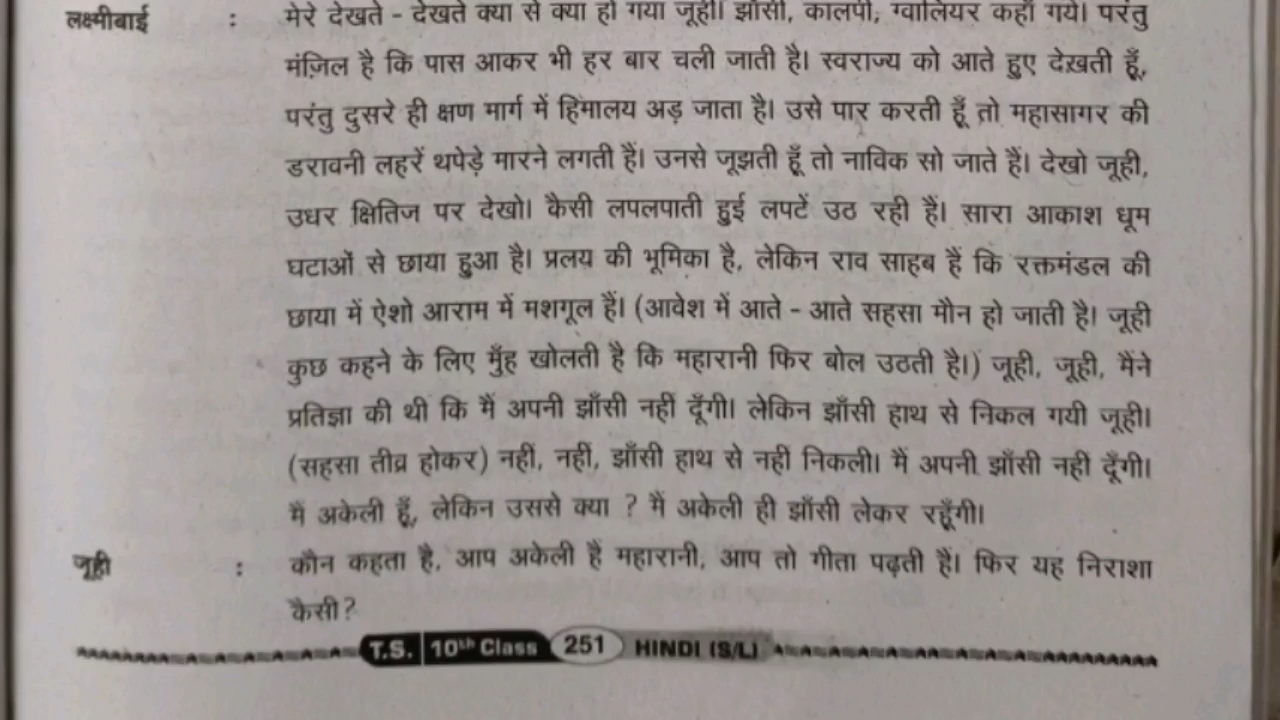 लक्ष्मीबाई : मेरे देखते - देखते क्या से क्या हो गया जूही। झाँसी, कालपी, ग्वालियर कहाँ गये। परंतु
मंज़िल है कि पास आकर भी हर बार चली जाती है। स्वराज्य को आते हुए देख़ती हूँ,
परंतु दुसरे ही क्षण मार्ग में हिमालय अड़ जाता है। उसे पार करती हूँ तो महासागर की
डरावनी लहरें थपेड़े मारने लगती हैं। उनसे जूझती हूँ तो नाविक सो जाते हैं। देखो जूही,
उधर क्षितिज पर देखो। कैसी लपलपाती हुई लपटें उठ रही हैं। सारा आकाश धूम
घटाओं से छाया हुआ है। प्रलय की भूमिका है, लेकिन राव साहब हैं कि रक्तमंडल की
छाया में ऐशो आराम में मशगूल हैं। (आवेश में आते - आते सहसा मौन हो जाती है। जूही
कुछ कहने के लिए मुँह खोलती है कि महारानी फिर बोल उठती है।) जूही, जूही, मैंने
प्रतिज्ञा की थी कि मैं अपनी झाँसी नहीं दूँगी। लेकिन झाँसी हाथ से निकल गयी जूही।
(सहसा तीव्र होकर) नहीं, नहीं, झाँसी हाथ से नहीं निकली। मैं अपनी झाँसी नहीं दूँगी।
मैं अकेली हूँ, लेकिन उससे क्या ? मैं अकेली ही झाँसी लेकर रहूँगी।
जूही : कौन कहता है, आप अकेली हैं महारानी, आप तो गीता पढ़ती हैं। फिर यह निराशा
कैसी?
T.S. 10th Class 251 HINDI (S/L)